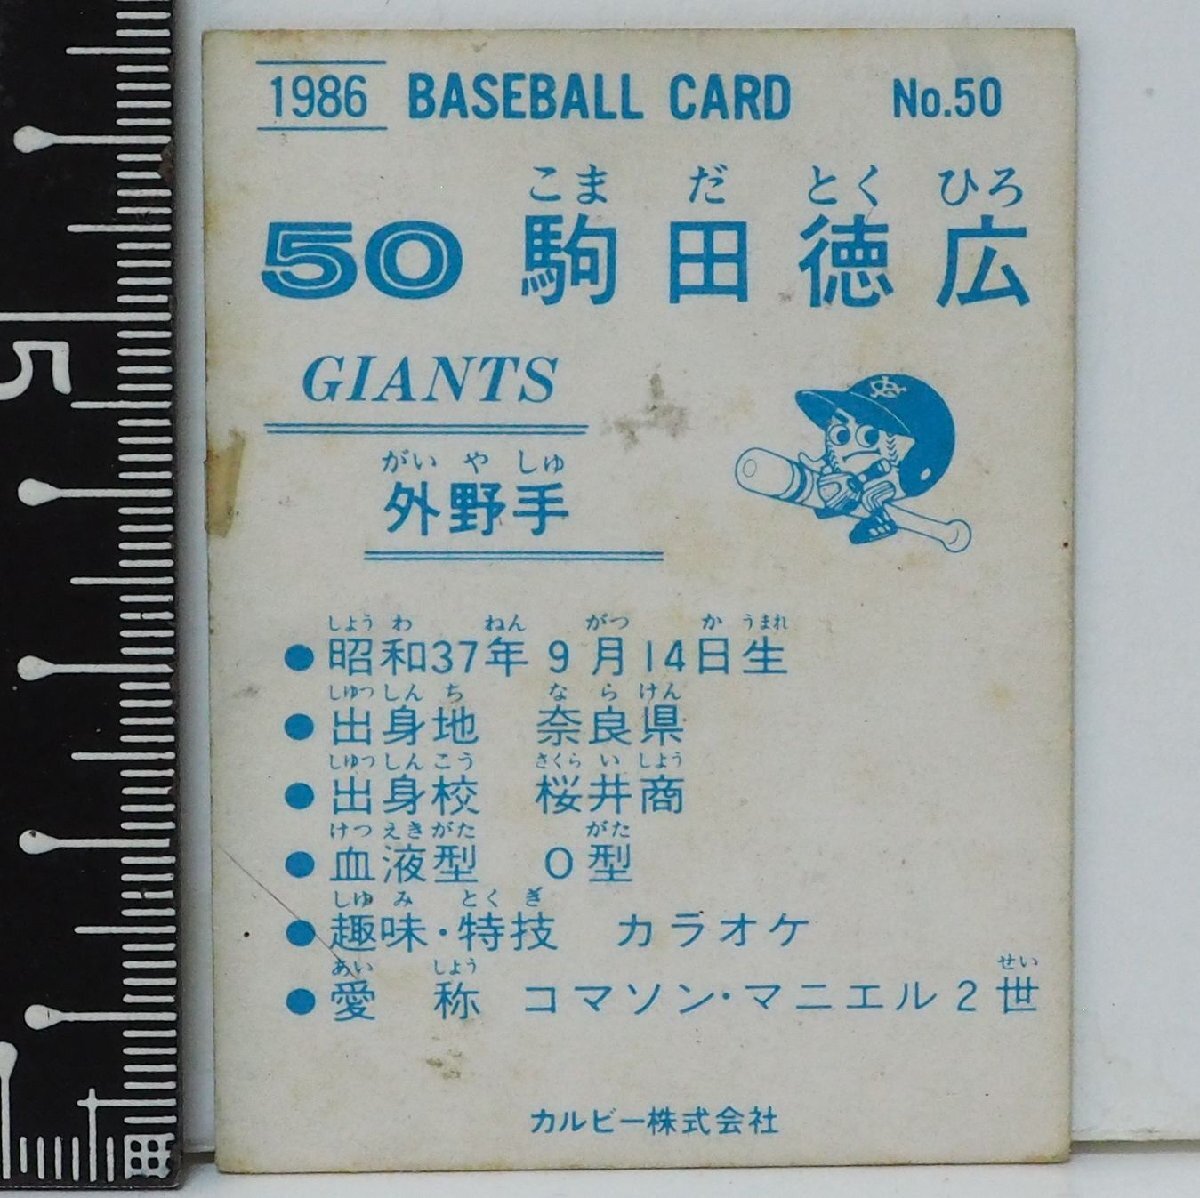 1986 BASEBALL CARD No.50
こま だ とく ひろ
50 駒田徳広
GIANTS
がい や しゅ
外野手
しょう わ ねん がつ か うまれ
●昭和37年 9月14日生
しゅっ しん ち な ら けん
●出身地 奈良県
しゅっ しん こう さくら い しょう
●出身校 桜井商
けつ えき がた がた
●血液型 O型
しゅ み とく ぎ
●趣味・特技 カラオケ
あい しょう せい
●愛 称 コマソン・マニエル2世
カルビー株式会社
5